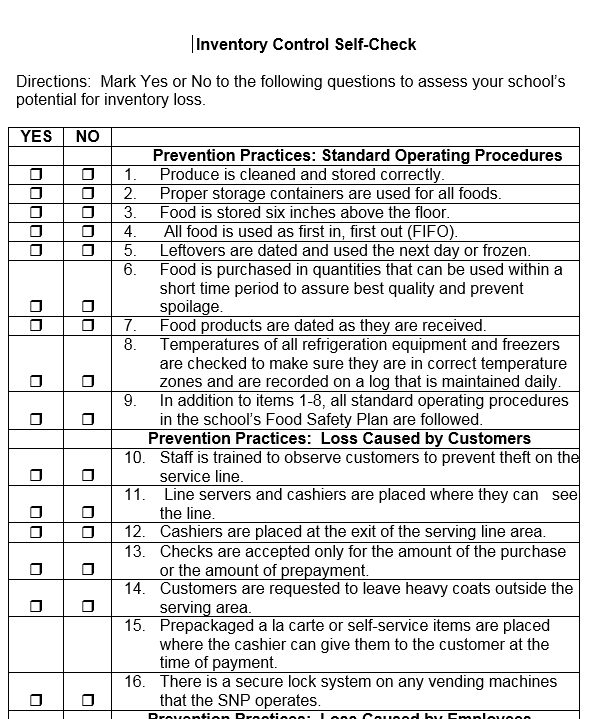 Inventory Control Self-Check
Directions:  Mark Yes or No to the following questions to assess your school's
potential for inventory loss.
YES NO
Prevention Practices: Standard Operating Procedures
1. Produce is cleaned and stored correctly.
2. Proper storage containers are used for all foods.
3. Food is stored six inches above the floor.
4. All food is used as first in, first out (FIFO).
5. Leftovers are dated and used the next day or frozen.
6. Food is purchased in quantities that can be used within a
short time period to assure best quality and prevent
spoilage.
7. Food products are dated as they are received.
8. Temperatures of all refrigeration equipment and freezers
are checked to make sure they are in correct temperature
zones and are recorded on a log that is maintained daily.
9. In addition to items 1-8, all standard operating procedures
in the school's Food Safety Plan are followed.
Prevention Practices:  Loss Caused by Customers
10. Staff is trained to observe customers to prevent theft on the
service line.
11. Line servers and cashiers are placed where they can see
the line.
12. Cashiers are placed at the exit of the serving line area.
13. Checks are accepted only for the amount of the purchase
or the amount of prepayment.
14. Customers are requested to leave heavy coats outside the
serving area.
15. Prepackaged a la carte or self-service items are placed
where the cashier can give them to the customer at the
time of payment.
16. There is a secure lock system on any vending machines
that the SNP operates.
Prevention Practices:  Loss Caused by Employees